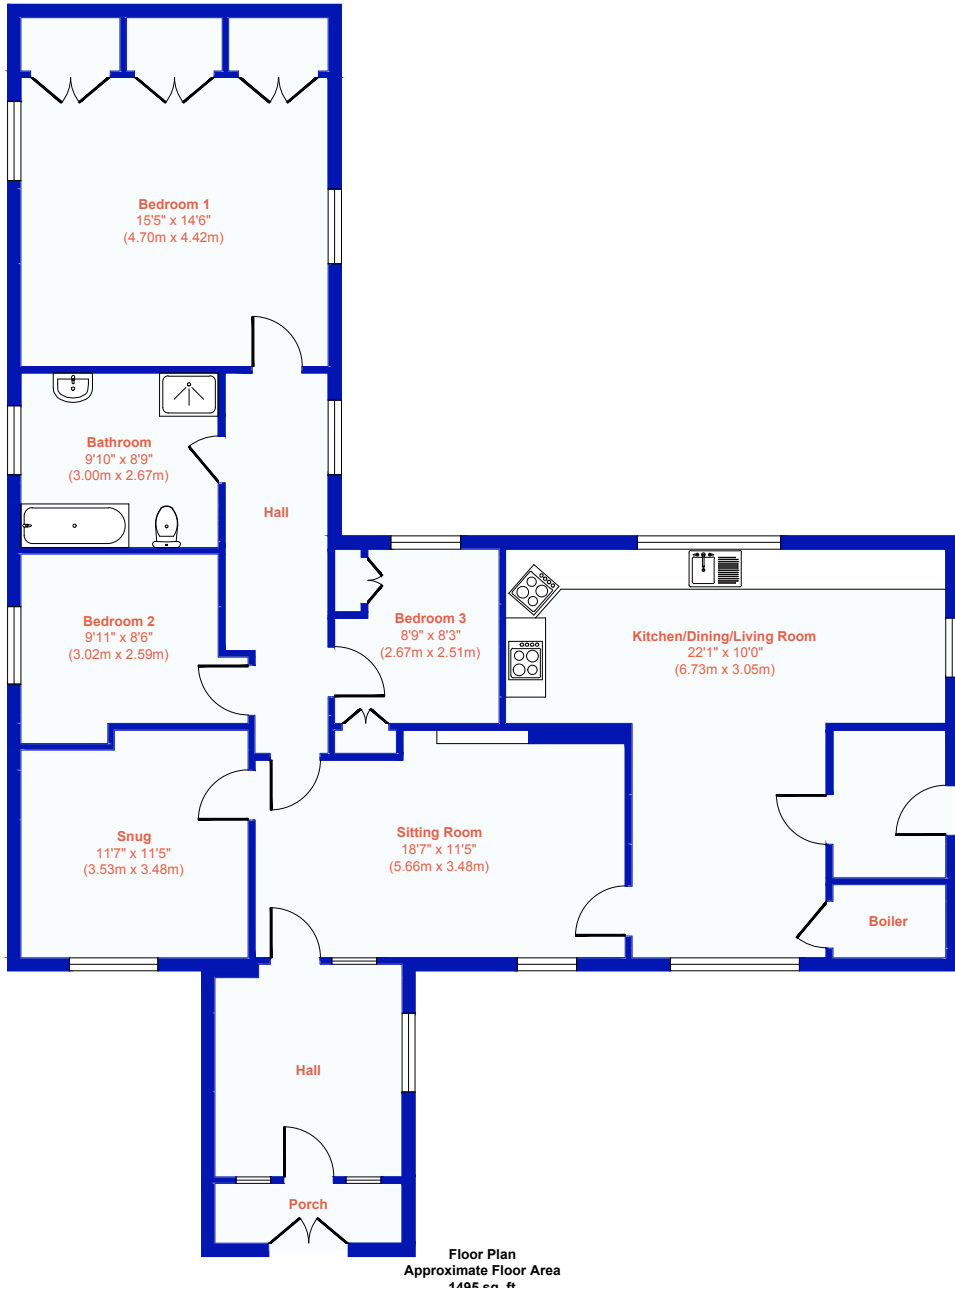 Bedroom 1
15'5" x 14'6"
(4.70m x 4.42m)
Bathroom
9'10" x 8'9"
(3.00m x 2.67m)
Hall
Bedroom 2
9'11" x 8'6"
(3.02m x 2.59m)
Bedroom 3
8'9" x 8'3"
(2.67m x 2.51m)
Kitchen/Dining/Living Room
22'1" x 10'0"
(6.73m x 3.05m)
Snug
11'7" x 11'5"
(3.53m x 3.48m)
Sitting Room
18'7" x 11'5"
(5.66m x 3.48m)
Boiler
Hall
Porch
Floor Plan
Approximate Floor Area
1495 sq. ft